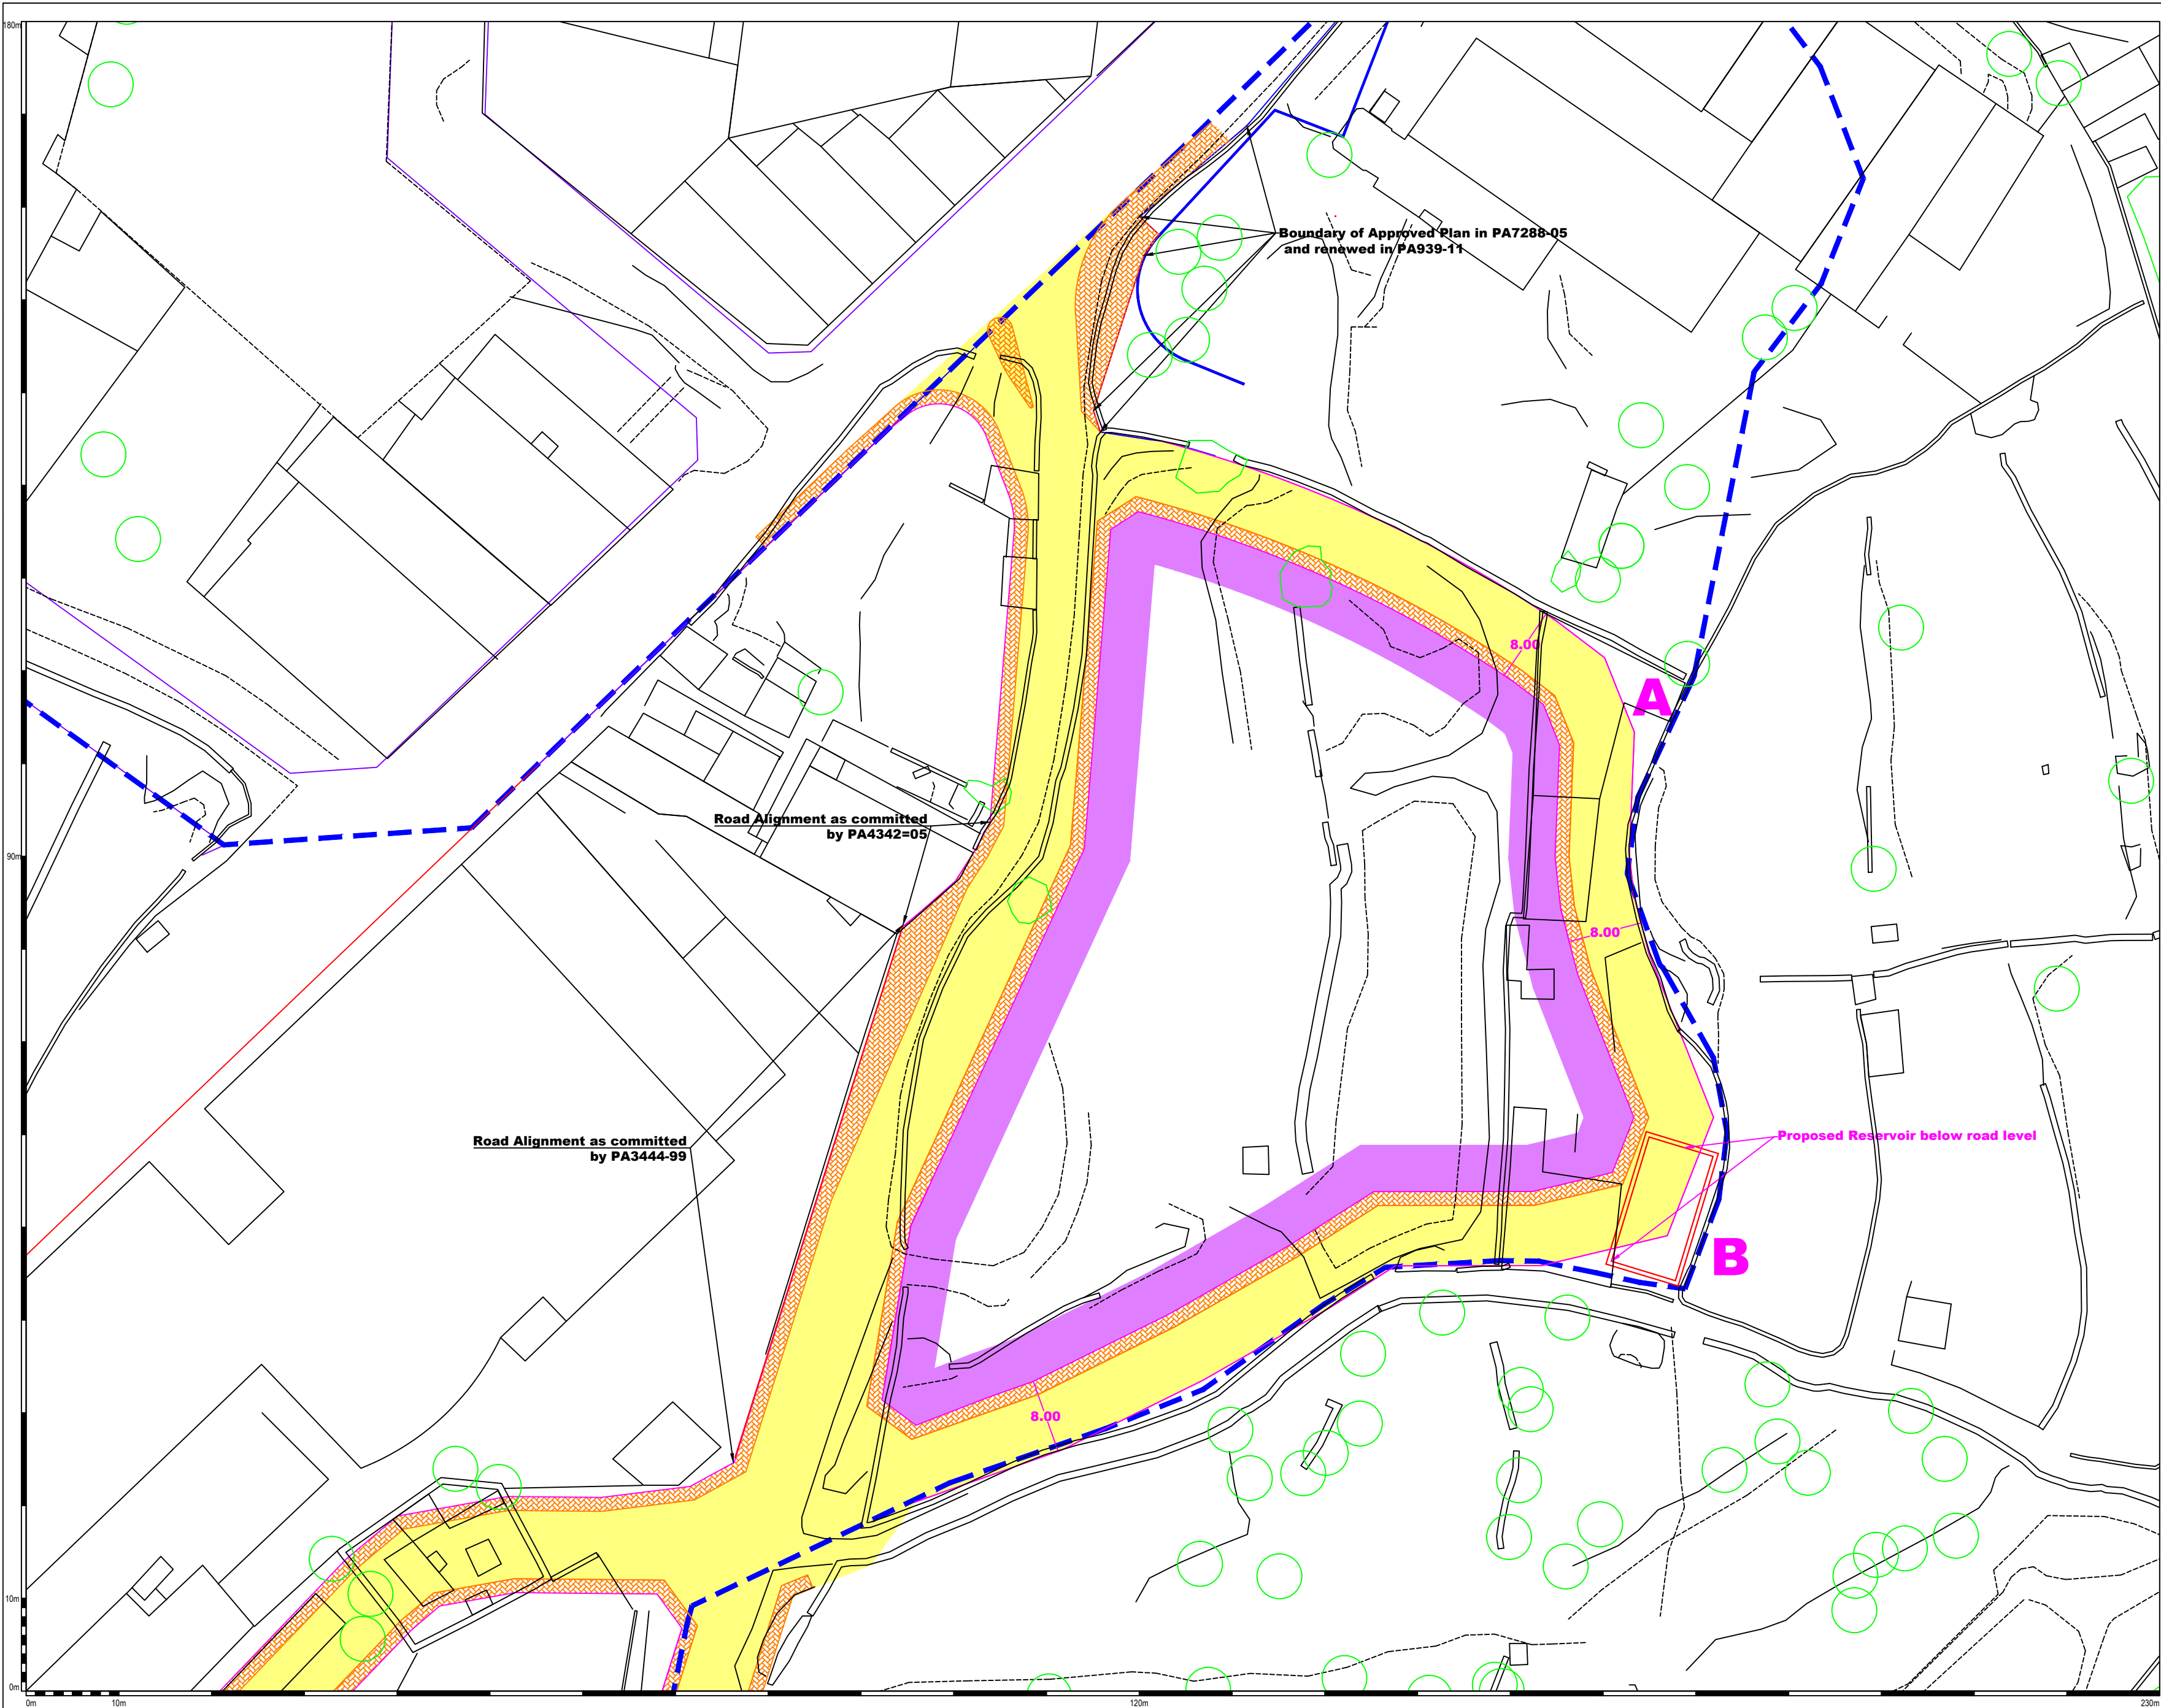 180m
Boundary of Approved Plan in PA7288-05
and renewed in PA939-11
8.00
A
Road Alignment as committed
by PA4342=05
90m
8.00
Road Alignment as committed
by PA3444-99
Proposed Reservoir below road level
B
8.00
10m
0m
0m
10m
120m
230m